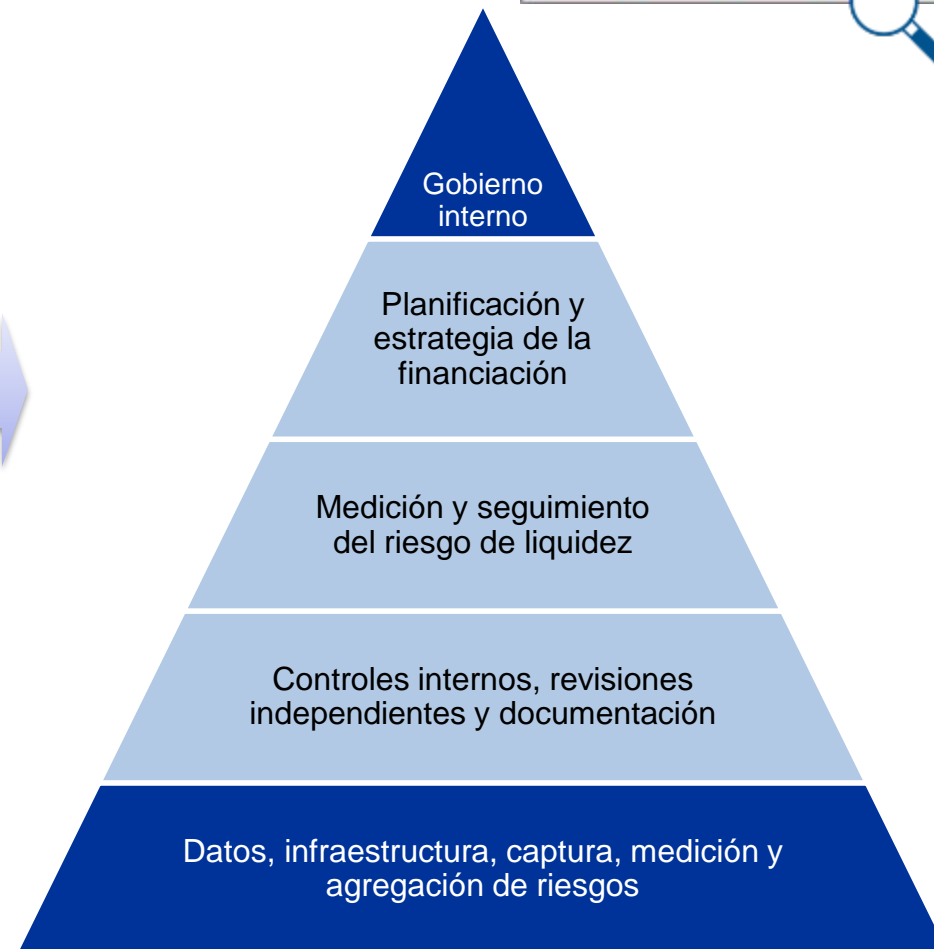 Gobierno
interno
Planificación y
estrategia de la
financiación
Medición y seguimiento
del riesgo de liquidez
Controles internos, revisiones
independientes y documentación
Datos, infraestructura, captura, medición y
agregación de riesgos